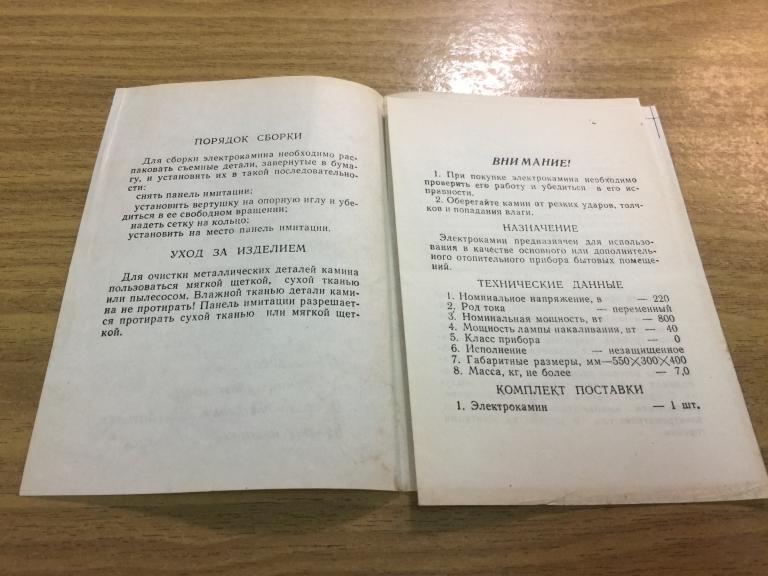 ПОРЯДОК СБОРКИ
Для сборки электрокамина необходимо рас-
паковать съемные детали, завернутые в бума-
гу, и установить их в такой последовательно-
сти:
снять панель имитации;
установить вертушку на опорную иглу и убе-
диться в ее свободном вращении;
надеть сетку на кольцо;
установить на место панель имитации.
УХОД ЗА ИЗДЕЛИЕМ
Для очистки металлических деталей камина
пользоваться мягкой щеткой, сухой тканью
или пылесосом. Влажной тканью детали ками-
на не протирать! Панель имитации разрешает-
ся протирать сухой тканью или мягкой щет-
кой.
ВНИМАНИЕ!
1. При покупке электрокамина необходимо
проверить его работу и убедиться в его ис-
правности.
2. Оберегайте камин от резких ударов, толч-
ков и попадания влаги.
НАЗНАЧЕНИЕ
Электрокамин предназначен для использо-
вания в качестве основного или дополнитель-
ного отопительного прибора бытовых помеще-
ний.
ТЕХНИЧЕСКИЕ ДАННЫЕ
1. Номинальное напряжение, в — 220
2. Род тока — переменный
3. Номинальная мощность, вт — 800
4. Мощность лампы накаливания, вт — 40
5. Класс прибора — 0
6. Исполнение — незащищенное
7. Габаритные размеры, мм—550×300×400
8. Масса, кг, не более — 7,0
КОМПЛЕКТ ПОСТАВКИ
1. Электрокамин — 1 шт.